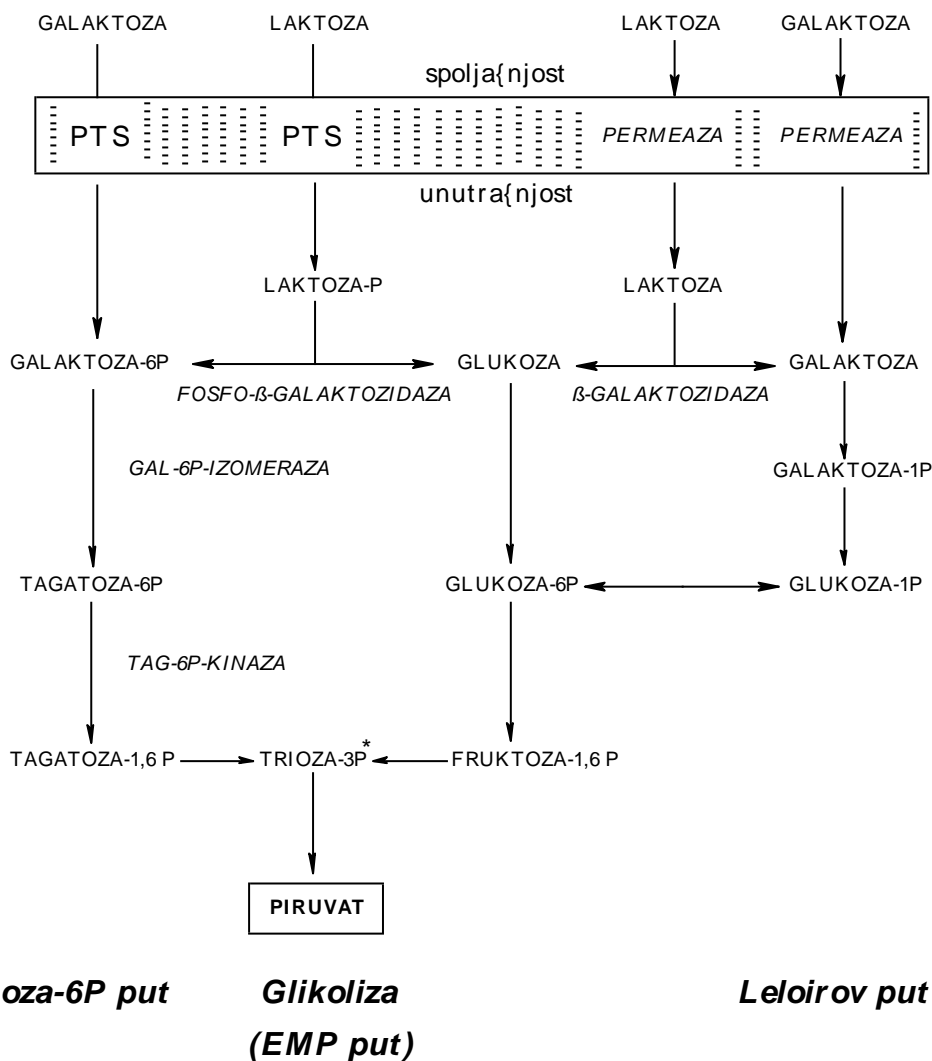 GALAKTOZA LAKTOZA LAKTOZA GALAKTOZA
spolja{njost
PTS PTS PERMEAZA PERMEAZA
unutra{njost
LAKTOZA-P LAKTOZA
GALAKTOZA-6P GLUKOZA GALAKTOZA
FOSFO-ß-GALAKTOZIDAZA ß-GALAKTOZIDAZA
GAL-6P-IZOMERAZA GALAKTOZA-1P
TAGATOZA-6P GLUKOZA-6P GLUKOZA-1P
TAG-6P-KINAZA
TAGATOZA-1,6 P TRIOZA-3P* FRUKTOZA-1,6 P
PIRUVAT
oza-6P put Glikoliza Leloirov put
(EMP put)